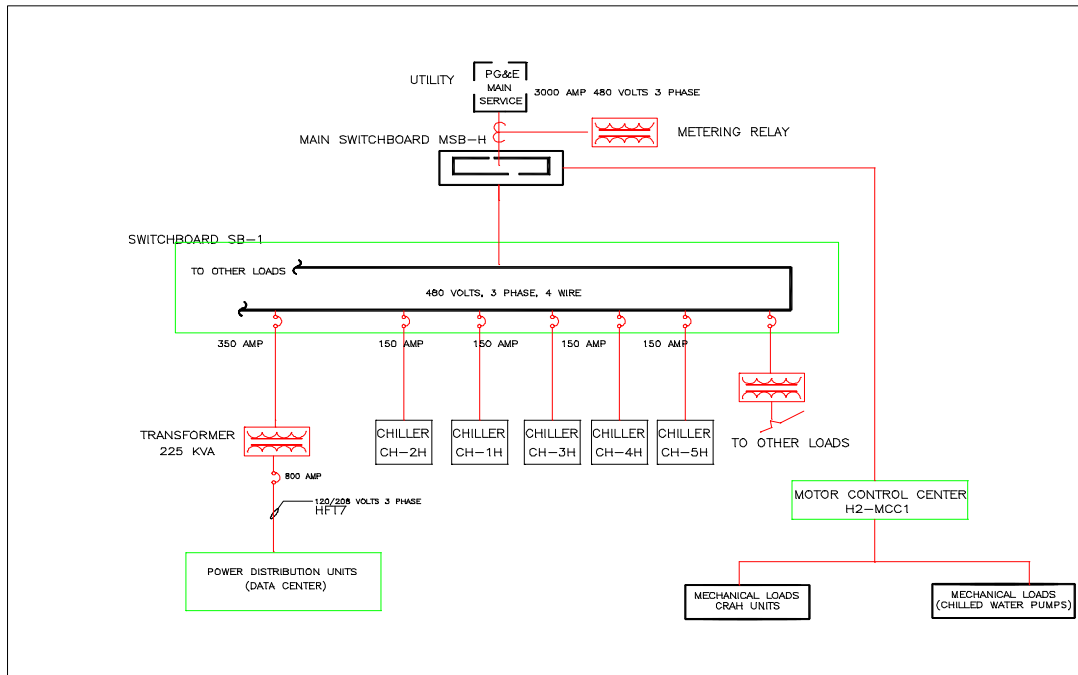 UTILITY
PG&E
MAIN
SERVICE
3000 AMP 480 VOLTS 3 PHASE
MAIN SWITCHBOARD MSB-H
METERING RELAY
SWITCHBOARD SB-1
TO OTHER LOADS
480 VOLTS, 3 PHASE, 4 WIRE
350 AMP
150 AMP
150 AMP
150 AMP
150 AMP
TRANSFORMER
225 KVA
CHILLER
CH-2H
CHILLER
CH-1H
CHILLER
CH-3H
CHILLER
CH-4H
CHILLER
CH-5H
TO OTHER LOADS
800 AMP
120/208 VOLTS 3 PHASE
HFT7
MOTOR CONTROL CENTER
H2-MCC1
POWER DISTRIBUTION UNITS
(DATA CENTER)
MECHANICAL LOADS
CRAH UNITS
MECHANICAL LOADS
(CHILLED WATER PUMPS)